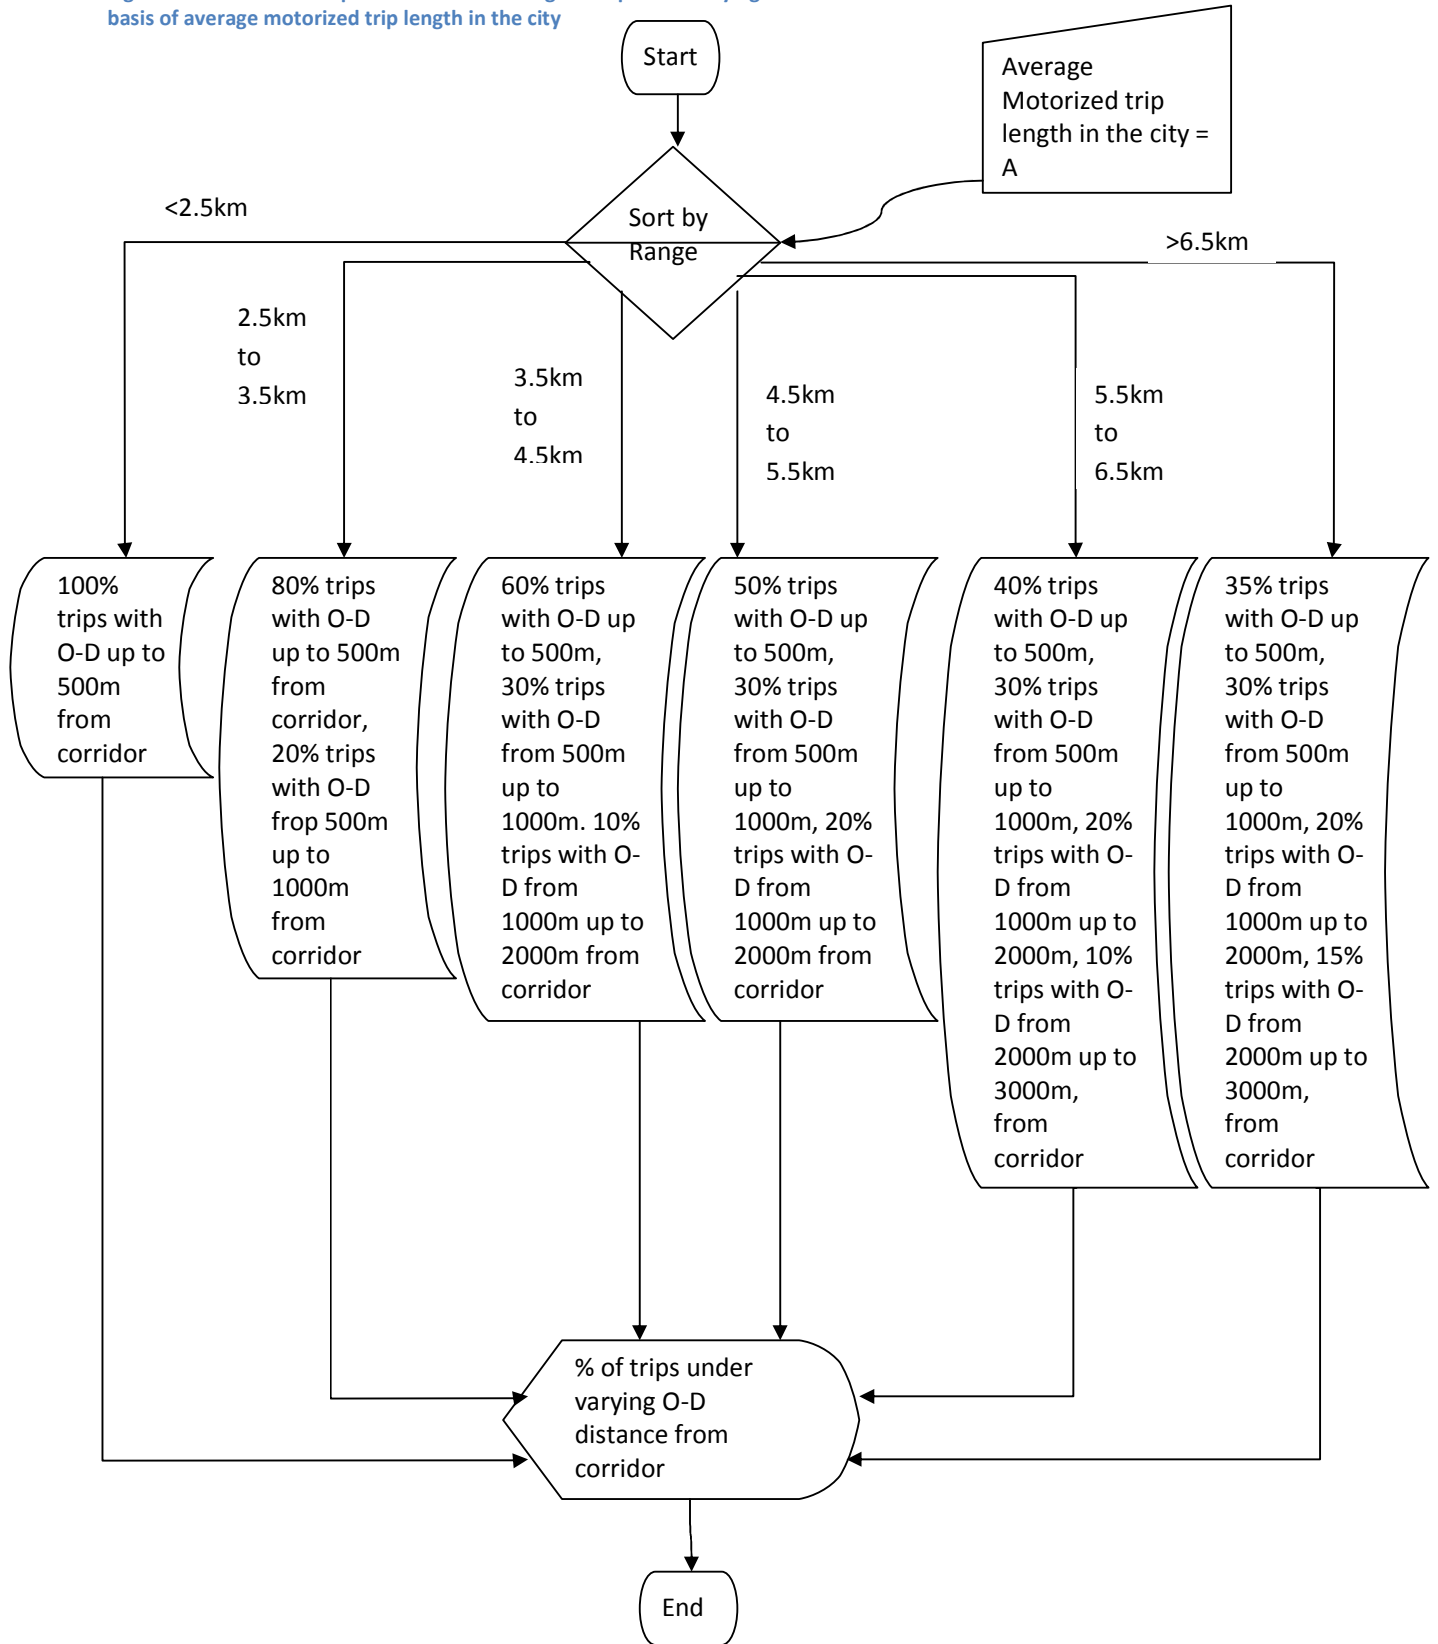 basis of average motorized trip length in the city
Start
Average
Motorized trip
length in the city =
A
Sort by
Range
<2.5km
>6.5km
2.5km
to
3.5km
3.5km
to
4.5km
4.5km
to
5.5km
5.5km
to
6.5km
100%
trips with
O-D up to
500m
from
corridor
80% trips
with O-D
up to 500m
from
corridor,
20% trips
with O-D
frop 500m
up to
1000m
from
corridor
60% trips
with O-D up
to 500m,
30% trips
with O-D
from 500m
up to
1000m. 10%
trips with O-
D from
1000m up to
2000m from
corridor
50% trips
with O-D up
to 500m,
30% trips
with O-D
from 500m
up to
1000m, 20%
trips with O-
D from
1000m up to
2000m from
corridor
40% trips
with O-D up
to 500m,
30% trips
with O-D
from 500m
up to
1000m, 20%
trips with O-
D from
1000m up to
2000m, 10%
trips with O-
D from
2000m up to
3000m,
from
corridor
35% trips
with O-D up
to 500m,
30% trips
with O-D
from 500m
up to
1000m, 20%
trips with O-
D from
1000m up to
2000m, 15%
trips with O-
D from
2000m up to
3000m,
from
corridor
% of trips under
varying O-D
distance from
corridor
End